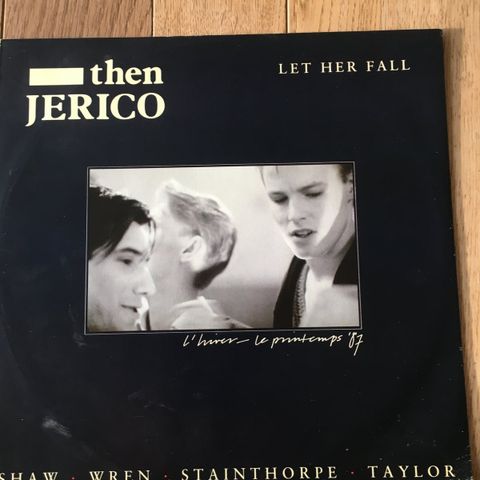 then
JERICO
LET HER FALL
l'hiver – le printemps '87
SHAW · WREN · STAINTHORPE · TAYLOR